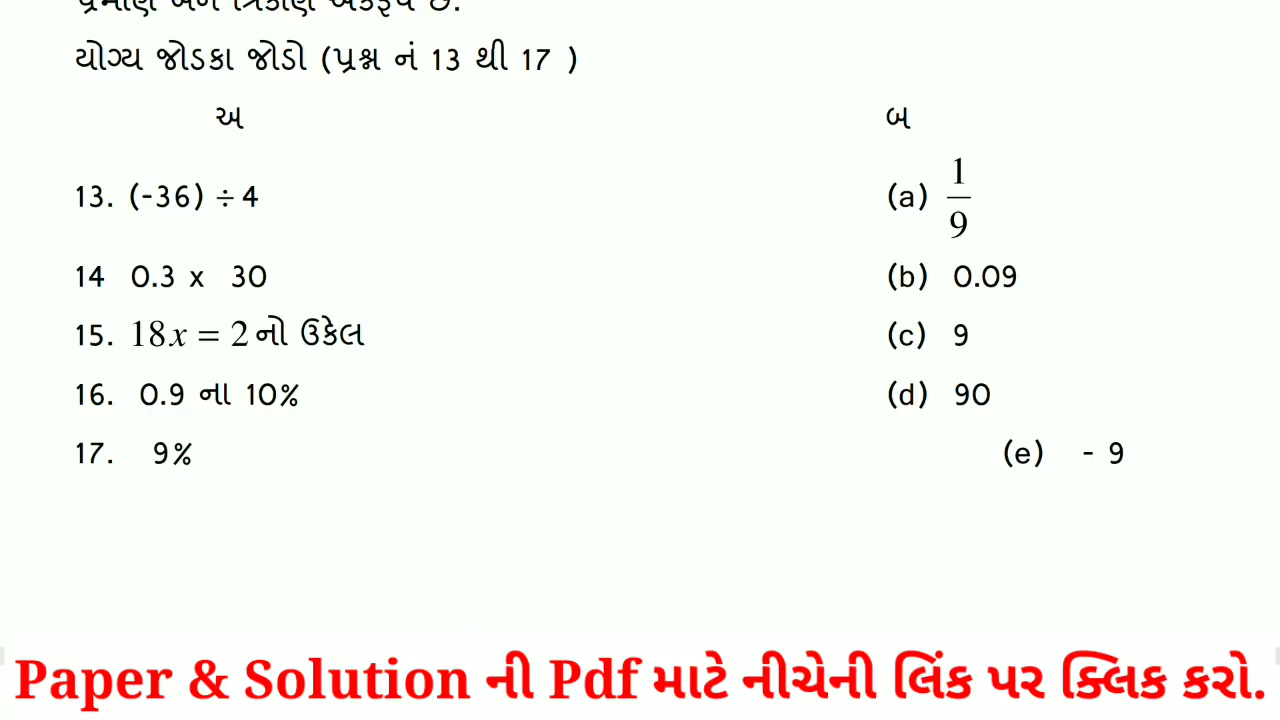 યોગ્ય જોડકા જોડો (પ્રશ્ન નં 13 થી 17 )
અ બ
13. (-36) ÷ 4 (a) 1/9
14 0.3 x 30 (b) 0.09
15. 18x = 2 નો ઉકેલ (c) 9
16. 0.9 ના 10% (d) 90
17. 9% (e) - 9
Paper & Solution ની Pdf માટે નીચેની લિંક પર ક્લિક કરો.